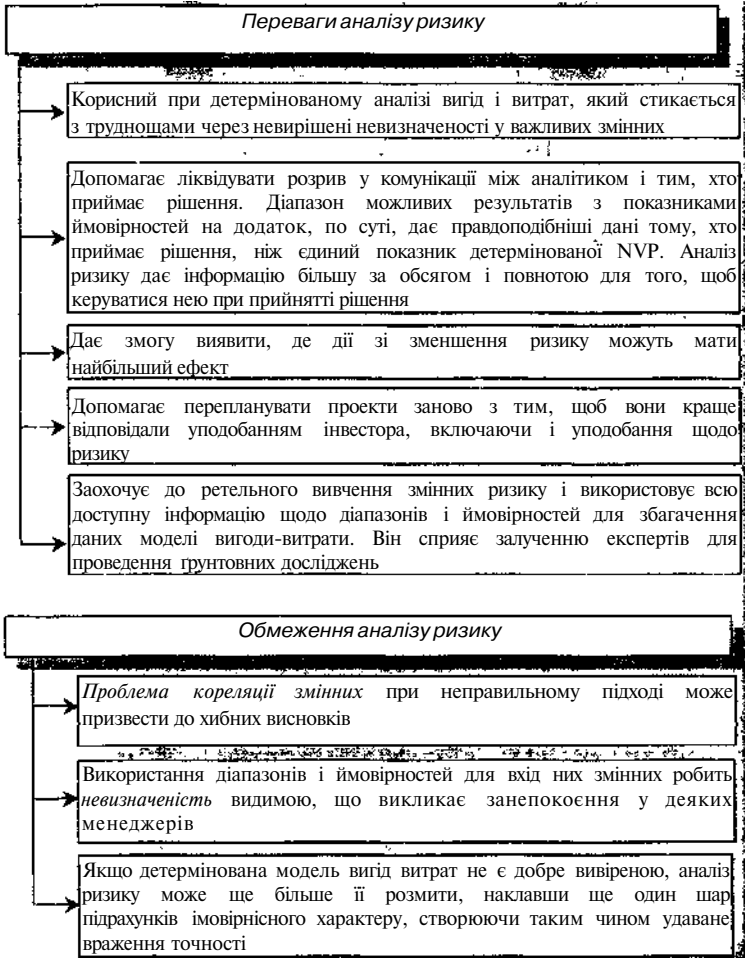 Переваги аналізу ризику
Корисний при детермінованому аналізі вигід і витрат, який стикається
з труднощами через невирішені невизначеності у важливих змінних
Допомагає ліквідувати розрив у комунікації між аналітиком і тим, хто
приймає рішення. Діапазон можливих результатів з показниками
ймовірностей на додаток, по суті, дає правдоподібніші дані тому, хто
приймає рішення, ніж єдиний показник детермінованої NVP. Аналіз
ризику дає інформацію більшу за обсягом і повнотою для того, щоб
керуватися нею при прийнятті рішення
Дає змогу виявити, де дії зі зменшення ризику можуть мати
найбільший ефект
Допомагає перепланувати проекти заново з тим, щоб вони краще
відповідали уподобанням інвестора, включаючи і уподобання щодо
ризику
Заохочує до ретельного вивчення змінних ризику і використовує всю
доступну інформацію щодо діапазонів і ймовірностей для збагачення
даних моделі вигоди-витрати. Він сприяє залученню експертів для
проведення ґрунтовних досліджень
Обмеження аналізу ризику
Проблема кореляції змінних при неправильному підході може
призвести до хибних висновків
Використання діапазонів і ймовірностей для вхід них змінних робить
невизначеність видимою, що викликає занепокоєння у деяких
менеджерів
Якщо детермінована модель вигід витрат не є добре вивіреною, аналіз
ризику може ще більше її розмити, наклавши ще один шар
підрахунків імовірнісного характеру, створюючи таким чином удаване
враження точності